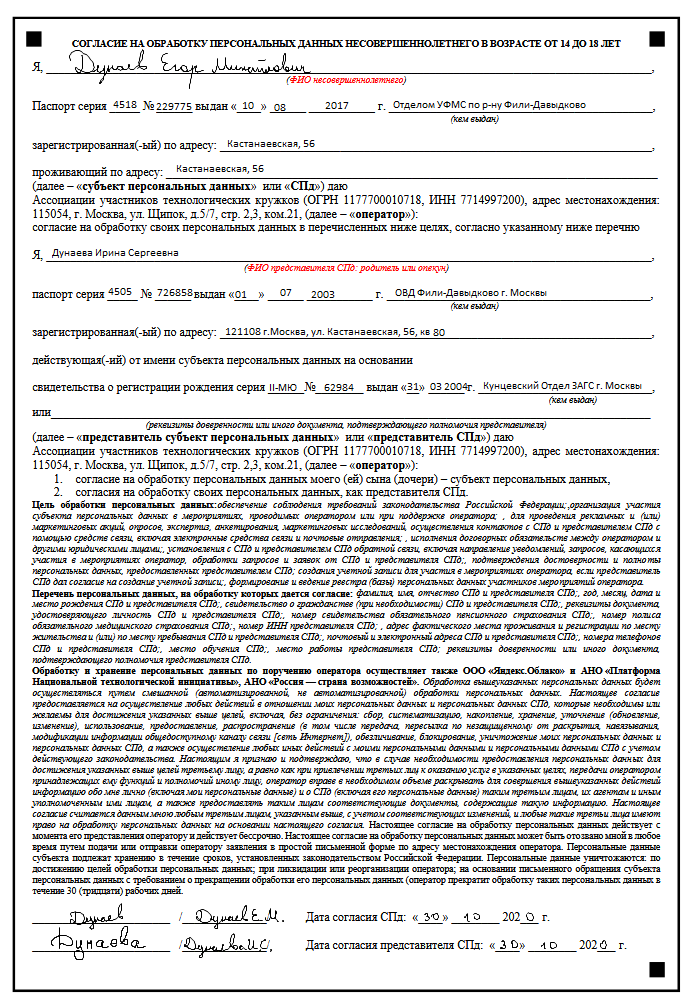 СОГЛАСИЕ НА ОБРАБОТКУ ПЕРСОНАЛЬНЫХ ДАННЫХ НЕСОВЕРШЕННОЛЕТНЕГО В ВОЗРАСТЕ ОТ 14 ДО 18 ЛЕТ
Я, Дунаев Егор Михайлович,
(ФИО несовершеннолетнего)
Паспорт серия 4518 № 229775 выдан «10» 08 2017 г. Отделом УФМС по р-ну Фили-Давыдково,
(кем выдан)
зарегистрированная(-ый) по адресу: Кастанаевская, 56,
проживающий по адресу: Кастанаевская, 56
(далее – «субъект персональных данных» или «СПд») даю
Ассоциации участников технологических кружков (ОГРН 1177700010718, ИНН 7714997200), адрес местонахождения:
115054, г. Москва, ул. Щипок, д.5/7, стр. 2,3, ком.21, (далее – «оператор»):
согласие на обработку своих персональных данных в перечисленных ниже целях, согласно указанному ниже перечню
Я, Дунаева Ирина Сергеевна,
(ФИО представителя СПд: родитель или опекун)
паспорт серия 4505 № 726858 выдан «01» 07 2003 г. ОВД Фили-Давыдково г. Москвы,
(кем выдан)
зарегистрированная(-ый) по адресу: 121108 г.Москва, ул. Кастанаевская, 56, кв 80,
действующая(-ий) от имени субъекта персональных данных на основании
свидетельства о регистрации рождения серия II-МЮ № 62984 выдан «31» 03 2004г. Кунцевский Отдел ЗАГС г. Москвы,
(кем выдан)
или
(реквизиты доверенности или иного документа, подтверждающего полномочия представителя)
(далее – «представитель субъект персональных данных» или «представитель СПд») даю
Ассоциации участников технологических кружков (ОГРН 1177700010718, ИНН 7714997200), адрес местонахождения:
115054, г. Москва, ул. Щипок, д.5/7, стр. 2,3, ком.21, (далее – «оператор»):
1. согласие на обработку персональных данных моего (ей) сына (дочери) – субъект персональных данных,
2. согласия на обработку своих персональных данных, как представителя СПд.
Цель обработки персональных данных:обеспечение соблюдения требований законодательства Российской Федерации;,организация участия
субъекта персональных данных в мероприятиях, проводимых оператором или при поддержке оператора; , для проведения рекламных и (или)
маркетинговых акций, опросов, экспертиз, анкетирования, маркетинговых исследований, осуществления контактов с СПд и представителем СПд с
помощью средств связи, включая электронные средства связи и почтовые отправления; , исполнения договорных обязательств между оператором и
другими юридическими лицами;, установления с СПд и представителем СПд обратной связи, включая направление уведомлений, запросов, касающихся
участия в мероприятиях оператор, обработки запросов и заявок от СПд и представителя СПд;, подтверждения достоверности и полноты
персональных данных, предоставленных представителем СПд; создания учетной записи для участия в мероприятиях оператора, если представитель
СПд дал согласие на создание учетной записи;, формирование и ведение реестра (базы) персональных данных участников мероприятий оператора.
Перечень персональных данных, на обработку которых дается согласие: фамилия, имя, отчество СПд и представителя СПд;, год, месяц, дата и
место рождения СПд и представителя СПд;, свидетельство о гражданстве (при необходимости) СПд и представителя СПд;, реквизиты документа,
удостоверяющего личность СПд и представителя СПд;, номер свидетельства обязательного пенсионного страхования СПд;, номер полиса
обязательного медицинского страхования СПд;, номер ИНН представителя СПд;, адрес фактического места проживания и регистрации по месту
жительства и (или) по месту пребывания СПд и представителя СПд;, почтовый и электронный адреса СПд и представителя СПд;, номера телефонов
СПд и представителя СПд;, место обучения СПд;, место работы представителя СПд; реквизиты доверенности или иного документа,
подтверждающего полномочия представителя СПд.
Обработку и хранение персональных данных по поручению оператора осуществляет также ООО «Яндекс.Облако» и АНО «Платформа
Национальной технологической инициативы», АНО «Россия — страна возможностей». Обработка вышеуказанных персональных данных будет
осуществляться путем смешанной (автоматизированной, не автоматизированной) обработки персональных данных. Настоящее согласие
предоставляется на осуществление любых действий в отношении моих персональных данных и персональных данных СПд, которые необходимы или
желаемы для достижения указанных выше целей, включая, без ограничения: сбор, систематизацию, накопление, хранение, уточнение (обновление,
изменение), использование, предоставление, распространение (в том числе передача, пересылка по незащищенному от раскрытия, навязывания,
модификации информации общедоступному каналу связи [сеть Интернет]), обезличивание, блокирование, уничтожение моих персональных данных и
персональных данных СПд, а также осуществление любых иных действий с моими персональными данными и персональными данными СПд с учетом
действующего законодательства. Настоящим я признаю и подтверждаю, что в случае необходимости предоставления персональных данных для
достижения указанных выше целей третьему лицу, а равно как при привлечении третьих лиц к оказанию услуг в указанных целях, передачи оператором
принадлежащих ему функций и полномочий иному лицу, оператор вправе в необходимом объеме раскрывать для совершения вышеуказанных действий
информацию обо мне лично (включая мои персональные данные) и о СПд (включая его персональные данные) таким третьим лицам, их агентам и иным
уполномоченным ими лицам, а также предоставлять таким лицам соответствующие документы, содержащие такую информацию. Настоящее
согласие считается данным мною любым третьим лицам, указанным выше, с учетом соответствующих изменений, и любые такие третьи лица имеют
право на обработку персональных данных на основании настоящего согласия. Настоящее согласие на обработку персональных данных действует с
момента его представления оператору и действует бессрочно. Настоящее согласие на обработку персональных данных может быть отозвано мной в любое
время путем подачи или отправки оператору заявления в простой письменной форме по адресу местонахождения оператора. Персональные данные
субъекта подлежат хранению в течение сроков, установленных законодательством Российской Федерации. Персональные данные уничтожаются: по
достижению целей обработки персональных данных; при ликвидации или реорганизации оператора; на основании письменного обращения субъекта
персональных данных с требованием о прекращении обработки его персональных данных (оператор прекратит обработку таких персональных данных в
течение 30 (тридцати) рабочих дней.
Дунаев / Дунаев Е.М. Дата согласия СПд: «30» 10 2020 г.
Дунаева /Дунаева И.С/, Дата согласия представителя СПд: «30» 10 2020 г.